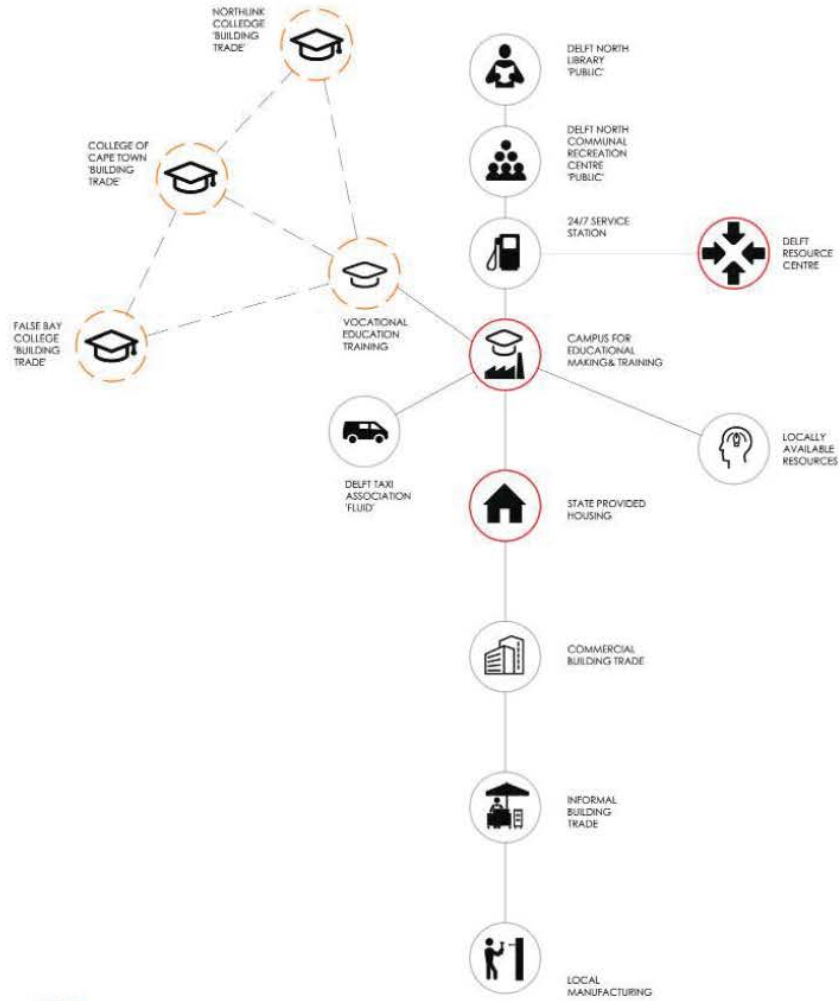 NORTHLINK
COLLEDGE
'BUILDING
TRADE'
DELFT NORTH
LIBRARY
'PUBLIC'
COLLEGE OF
CAPE TOWN
'BUILDING
TRADE'
DELFT NORTH
COMMUNAL
RECREATION
CENTRE
'PUBLIC'
24/7 SERVICE
STATION
DELFT
RESOURCE
CENTRE
FALSE BAY
COLLEGE
'BUILDING
TRADE'
VOCATIONAL
EDUCATION
TRAINING
CAMPUS FOR
EDUCATIONAL
MAKING& TRAINING
DELFT TAXI
ASSOCIATION
'FLUID'
LOCALLY
AVAILABLE
RESOURCES
STATE PROVIDED
HOUSING
COMMERCIAL
BUILDING TRADE
INFORMAL
BUILDING
TRADE
LOCAL
MANUFACTURING